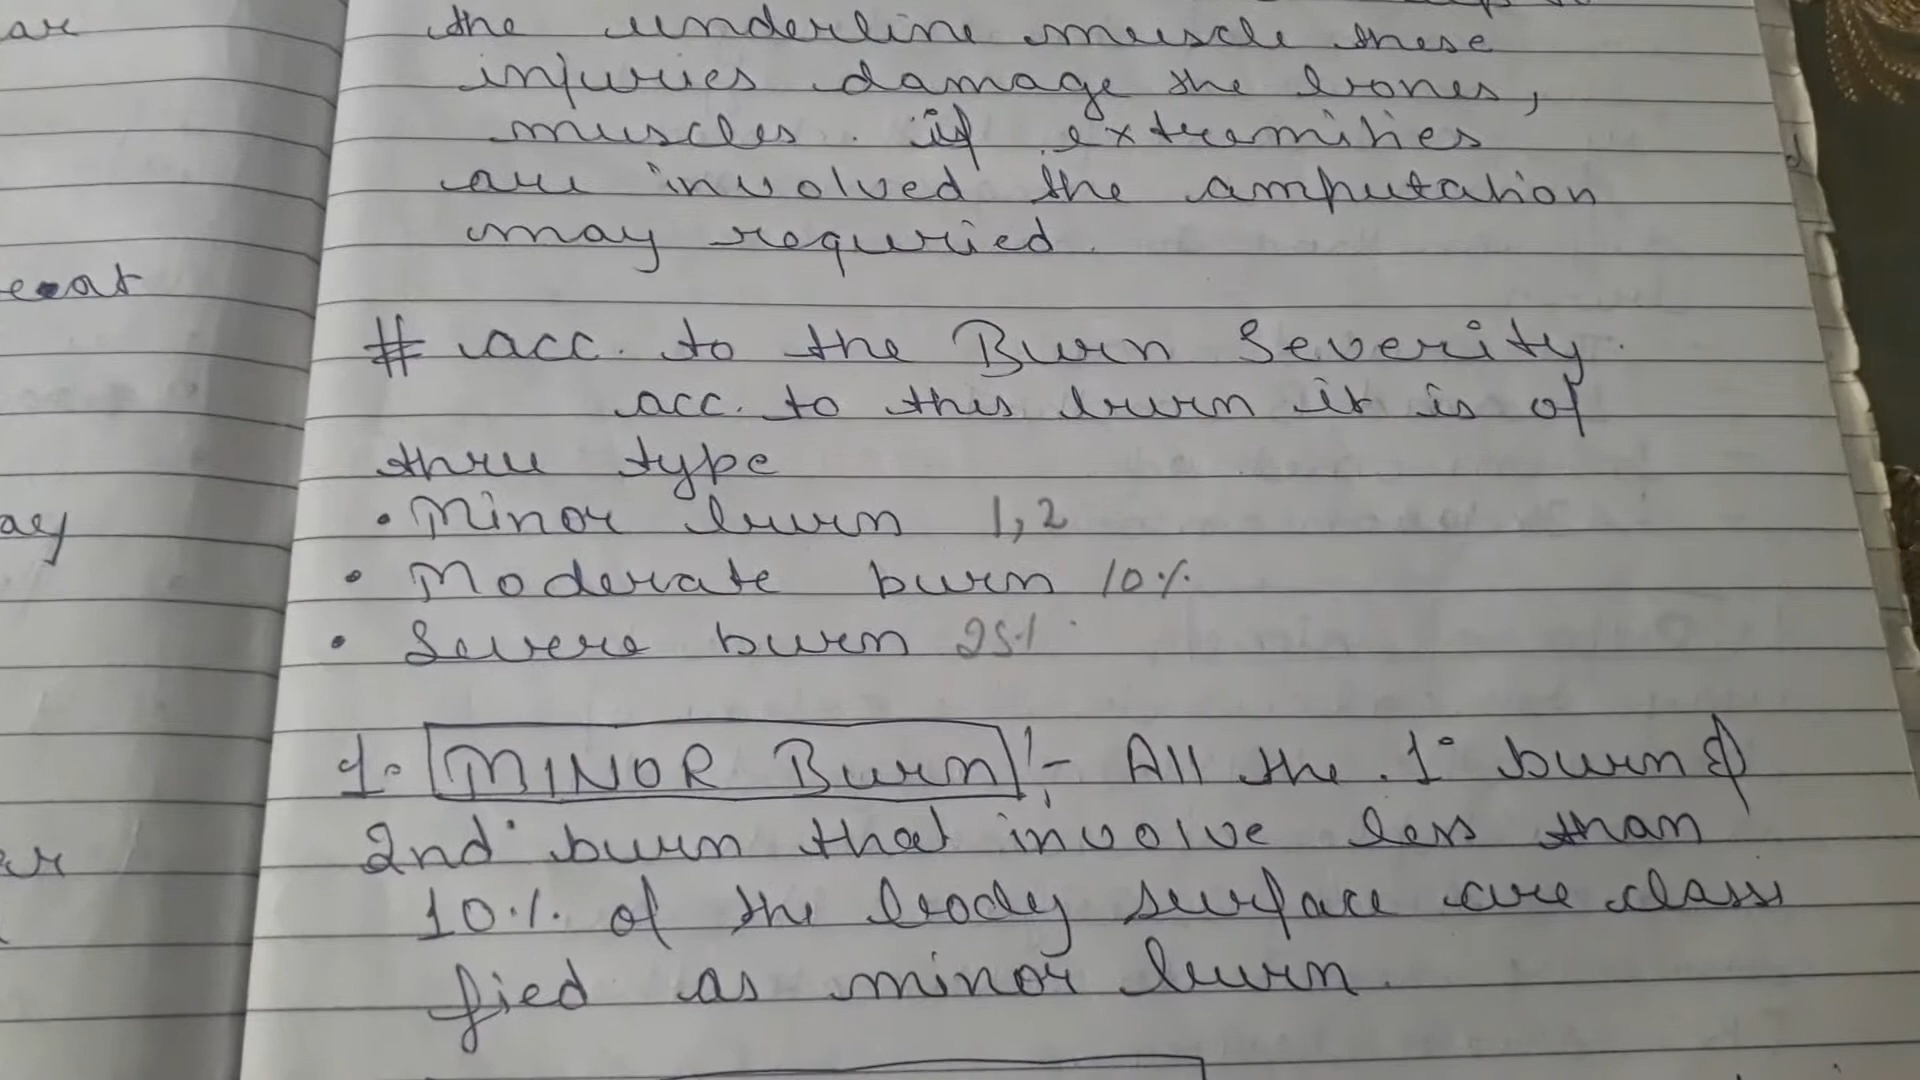 the underline muscle these
injuries damage the bones,
muscles. if extremities
are involved the amputation
may requried.
# acc. to the Burn Severity.
acc. to this burn it is of
three type
• Minor burn 1,2
• Moderate burn 10%
• Severe burn 25%
1. MINOR Burn :- All the 1° burn &
2nd° burn that involve less than
10% of the body surface are classi
fied as minor burn.